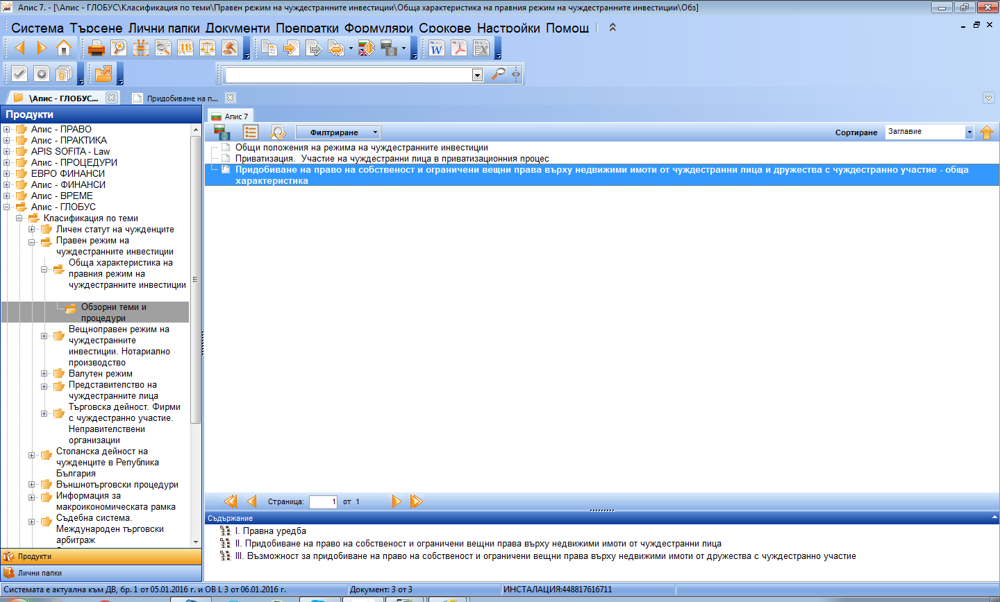 Апис 7. - [\Апис - ГЛОБУС\Класификация по теми\Правен режим на чуждестранните инвестиции\Обща характеристика на правния режим на чуждестранните инвестиции\Обз]
Система Търсене Лични папки Документи Препратки Формуляри Срокове Настройки Помощ
\Апис - ГЛОБУС...
Придобиване на п...
Продукти
Апис - ПРАВО
Апис - ПРАКТИКА
APIS SOFITA - Law
Апис - ПРОЦЕДУРИ
ЕВРО ФИНАНСИ
Апис - ФИНАНСИ
Апис - ВРЕМЕ
Апис - ГЛОБУС
Класификация по теми
Личен статут на чужденците
Правен режим на
чуждестранните инвестиции
Обща характеристика на
правния режим на
чуждестранните инвестиции
Обзорни теми и
процедури
Вещноправен режим на
чуждестранните
инвестиции. Нотариално
производство
Валутен режим
Представителство на
чуждестранните лица
Търговска дейност. Фирми
с чуждестранно участие.
Неправителствени
организации
Стопанска дейност на
чужденците в Република
България
Външнотърговски процедури
Информация за
макроикономическата рамка
Съдебна система.
Международен търговски
арбитраж
Продукти
Лични папки
Апис 7
Филтриране
Сортиране
Заглавие
Общи положения на режима на чуждестранните инвестиции
Приватизация. Участие на чуждестранни лица в приватизационния процес
Придобиване на право на собственост и ограничени вещни права върху недвижими имоти от чуждестранни лица и дружества с чуждестранно участие - обща
характеристика
Страница: 1 от 1
Съдържание
I. Правна уредба
II. Придобиване на право на собственост и ограничени вещни права върху недвижими имоти от чуждестранни лица
III. Възможност за придобиване на право на собственост и ограничени вещни права върху недвижими имоти от дружества с чуждестранно участие
Системата е актуална към ДВ, бр. 1 от 05.01.2016 г. и ОВ L 3 от 06.01.2016 г.
Документ: 3 от 3
ИНСТАЛАЦИЯ:448817616711